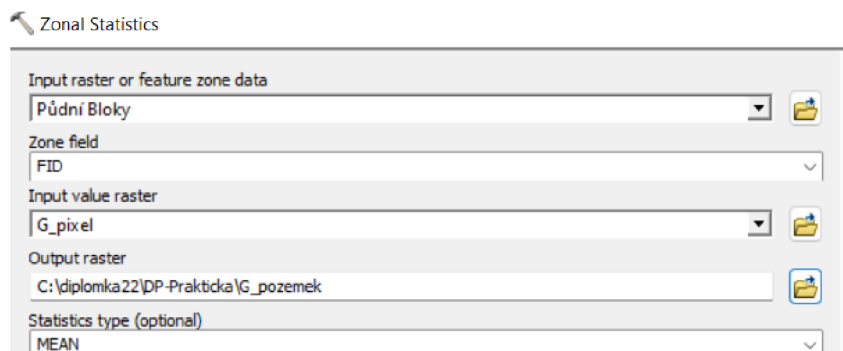 Zonal Statistics
Input raster or feature zone data
Půdní Bloky
Zone field
FID
Input value raster
G_pixel
Output raster
C:\diplomka22\DP-Prakticka\G_pozemek
Statistics type (optional)
MEAN